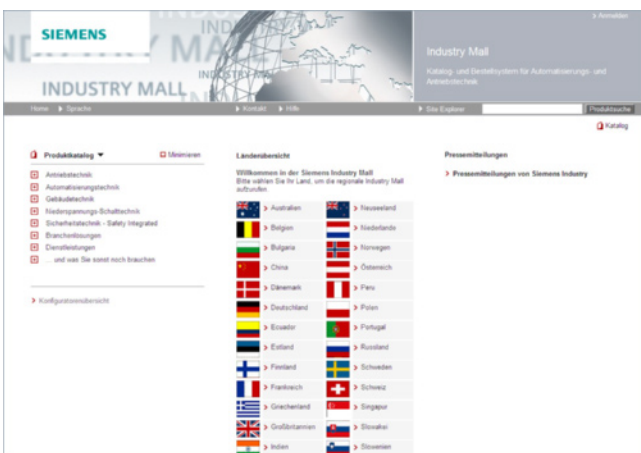 SIEMENS
INDUSTRY MALL
> Anmelden
Industry Mall
Katalog- und Bestellsystem für Automatisierungs- und
Antriebstechnik
Home > Sprache
> Kontakt > Hilfe
> Site Explorer
Produktsuche
Katalog
Produktkatalog ▼
Minimieren
Antriebstechnik
Automatisierungstechnik
Gebäudetechnik
Niederspannungs-Schalttechnik
Sicherheitstechnik - Safety Integrated
Branchenlösungen
Dienstleistungen
... und was Sie sonst noch brauchen
> Konfiguratorenübersicht
Länderübersicht
Willkommen in der Siemens Industry Mall
Bitte wählen Sie Ihr Land, um die regionale Industry Mall
aufzurufen.
> Australien > Neuseeland
> Belgien > Niederlande
> Bulgaria > Norwegen
> China > Österreich
> Dänemark > Peru
> Deutschland > Polen
> Ecuador > Portugal
> Estland > Russland
> Finnland > Schweden
> Frankreich > Schweiz
> Griechenland > Singapur
> Großbritannien > Slowakei
> Indien > Slowenien
Pressemitteilungen
> Pressemitteilungen von Siemens Industry